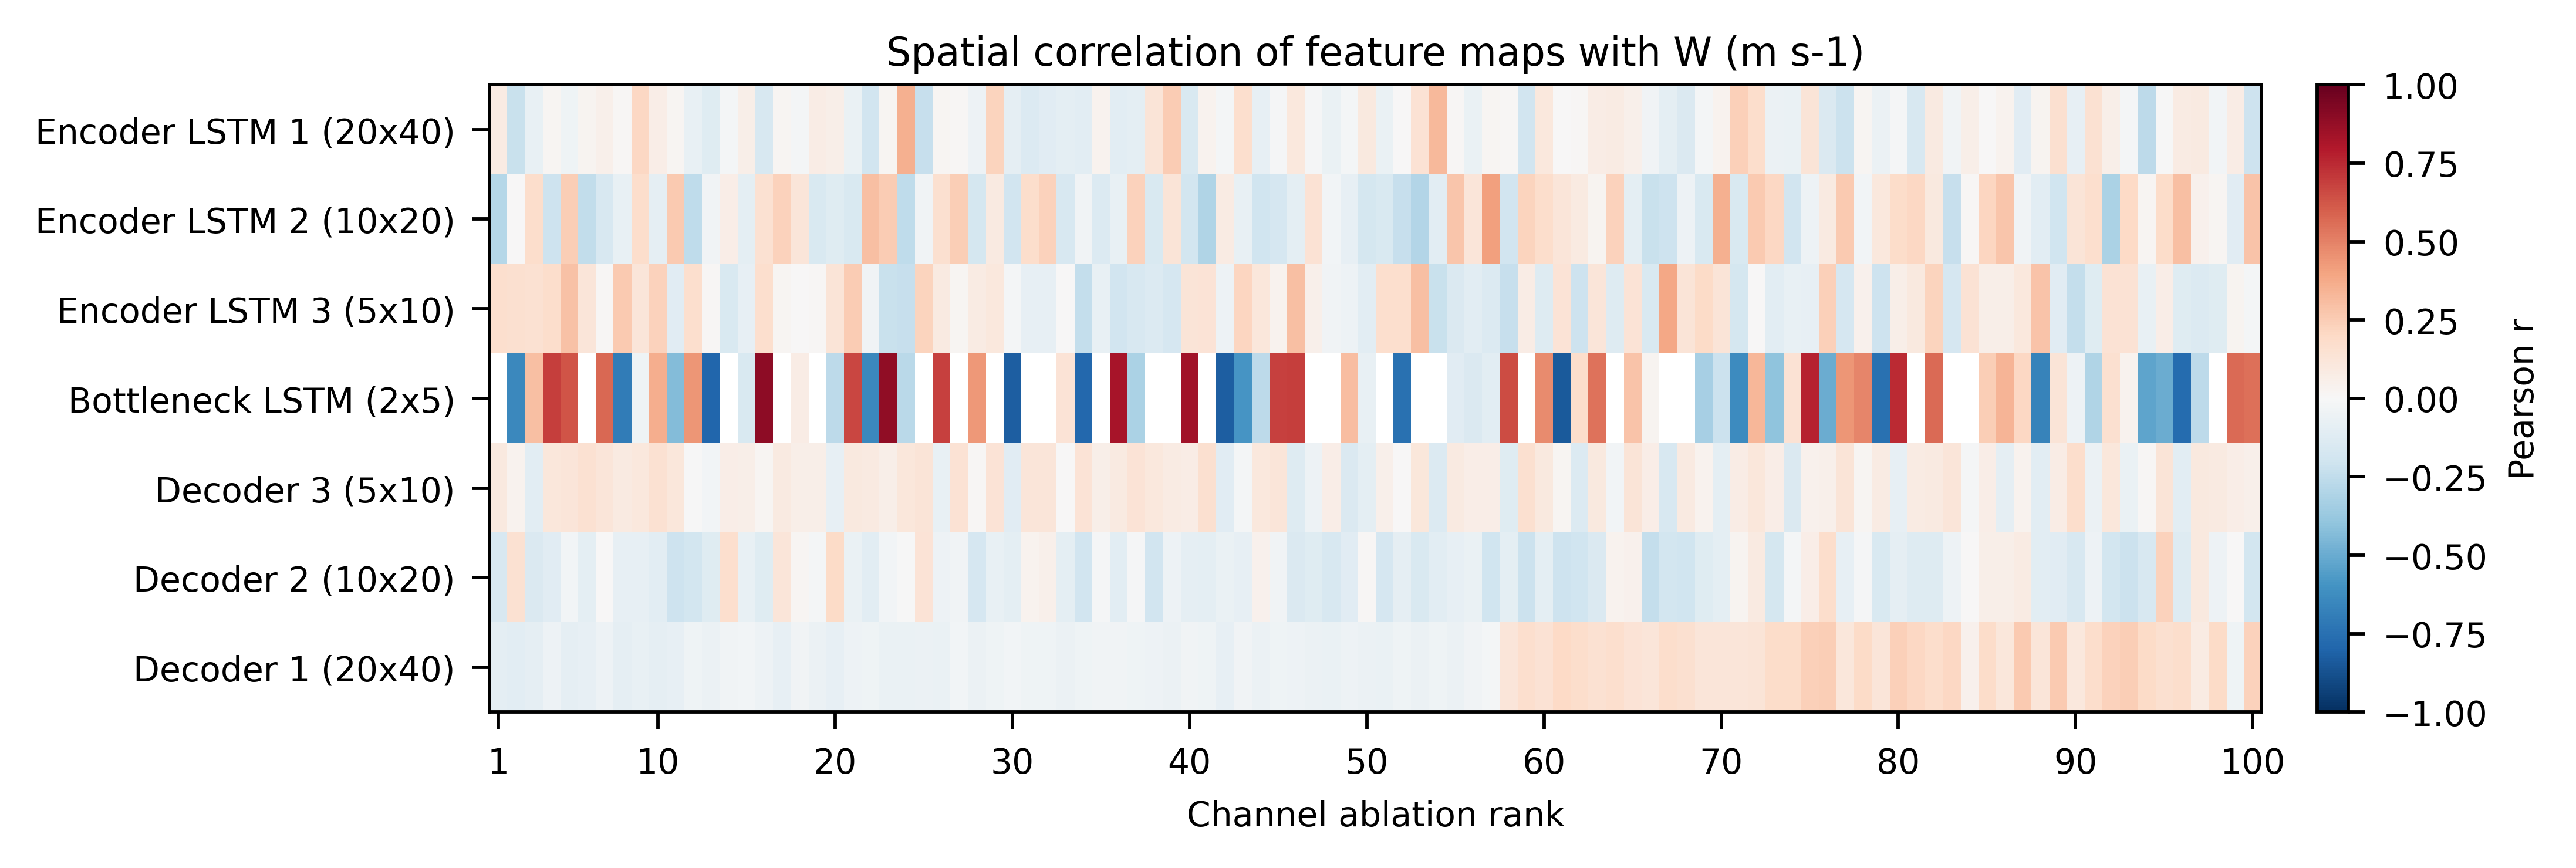 Spatial correlation of feature maps with W (m s-1)
Encoder LSTM 1 (20x40)
Encoder LSTM 2 (10x20)
Encoder LSTM 3 (5x10)
Bottleneck LSTM (2x5)
Decoder 3 (5x10)
Decoder 2 (10x20)
Decoder 1 (20x40)
1 10 20 30 40 50 60 70 80 90 100
Channel ablation rank
1.00
0.75
0.50
0.25
0.00
−0.25
−0.50
−0.75
−1.00
Pearson r